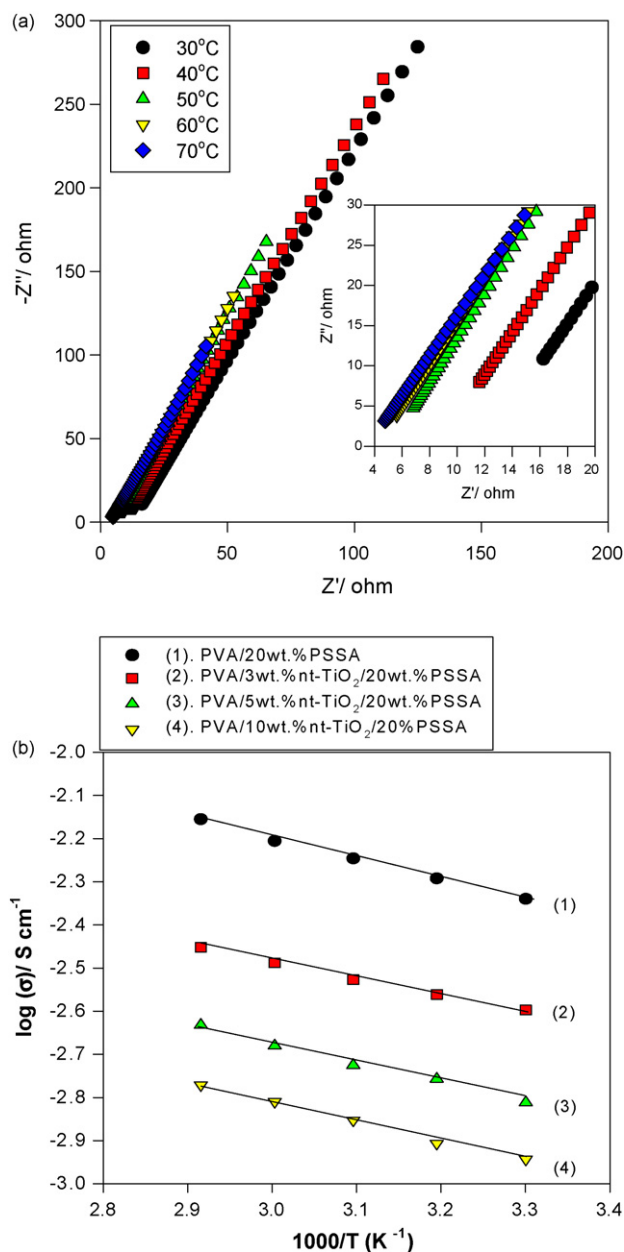 (a)
300
250
200
150
100
50
0
-Z"/ ohm
30°C
40°C
50°C
60°C
70°C
30
25
20
15
10
5
0
Z"/ ohm
4 6 8 10 12 14 16 18 20
Z'/ ohm
0 50 100 150 200
Z'/ ohm
(1). PVA/20wt.%PSSA
(2). PVA/3wt.%nt-TiO₂/20wt.%PSSA
(3). PVA/5wt.%nt-TiO₂/20wt.%PSSA
(4). PVA/10wt.%nt-TiO₂/20%PSSA
(b)
-2.0
-2.1
-2.2
-2.3
-2.4
-2.5
-2.6
-2.7
-2.8
-2.9
-3.0
log (σ)/ S cm⁻¹
(1)
(2)
(3)
(4)
2.8 2.9 3.0 3.1 3.2 3.3 3.4
1000/T (K⁻¹)